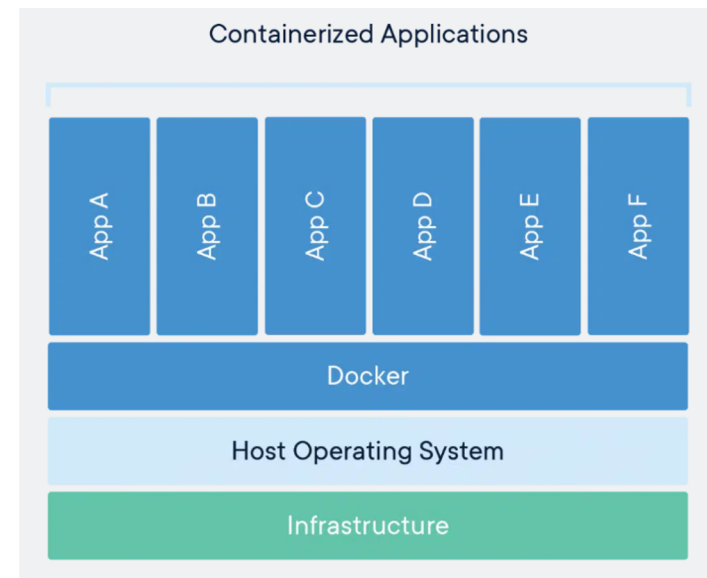 Containerized Applications
App A
App B
App C
App D
App E
App F
Docker
Host Operating System
Infrastructure